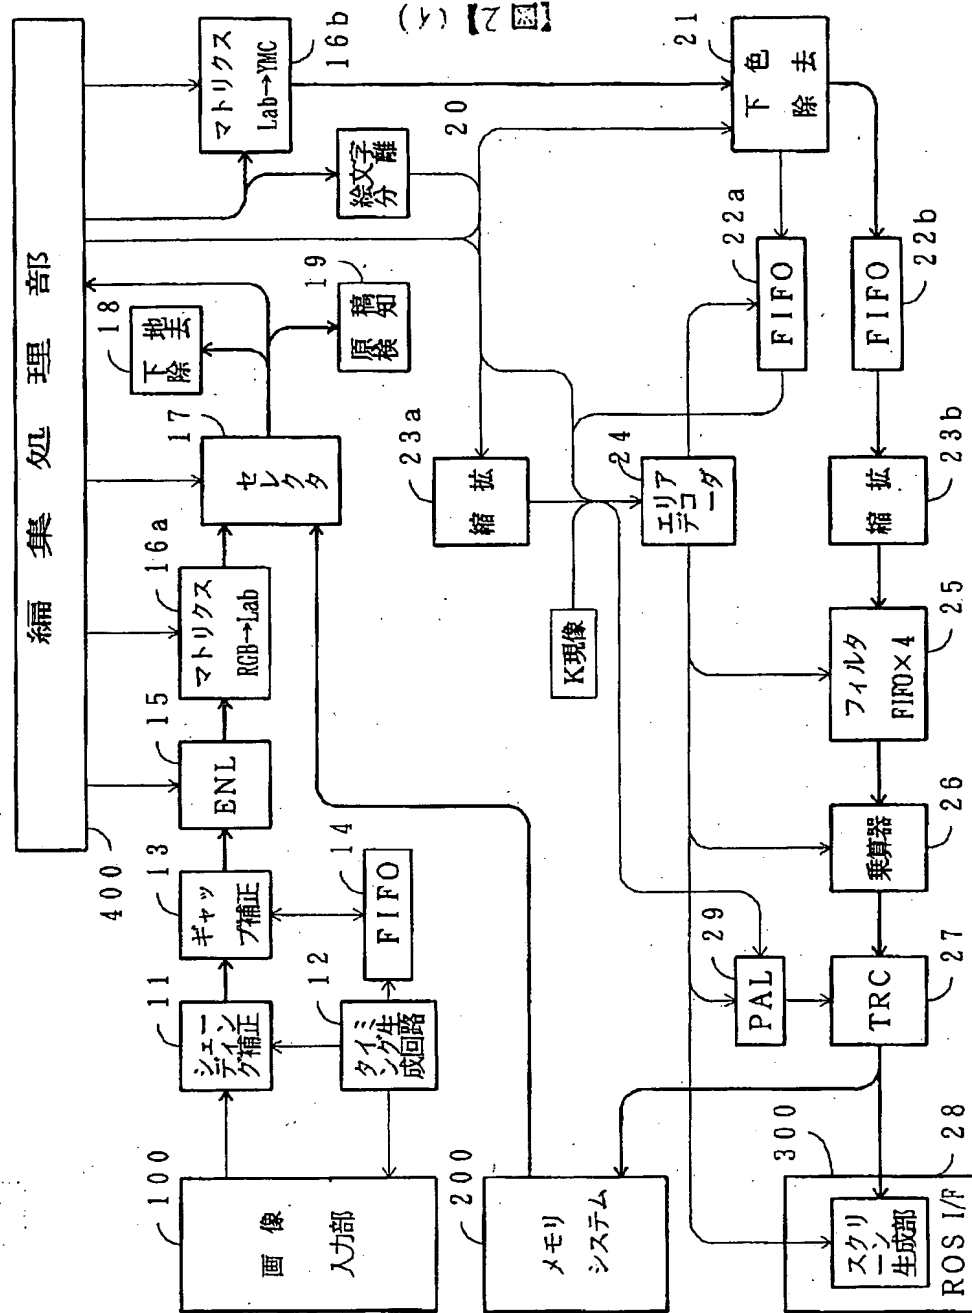 【図2】(イ)
編集処理部
400
画像
入力部
100
シェー
ディン
グ補正
11
タイミ
ング生
成回路
12
ギャッ
プ補正
13
FIFO
14
ENL
15
マトリクス
RGB→Lab
16a
セレ
クタ
17
下地
除去
18
原稿
検知
19
マトリクス
Lab→YMC
16b
絵文字
分離
20
下色
除去
21
FIFO
22a
FIFO
22b
縮拡
23a
縮拡
23b
エリア
デコ
ーダ
24
K現像
フィルタ
FIFO×4
25
乗算器
26
TRC
27
PAL
29
メモリ
システム
200
スクリ
ーン
生成部
28
300
ROS I/F